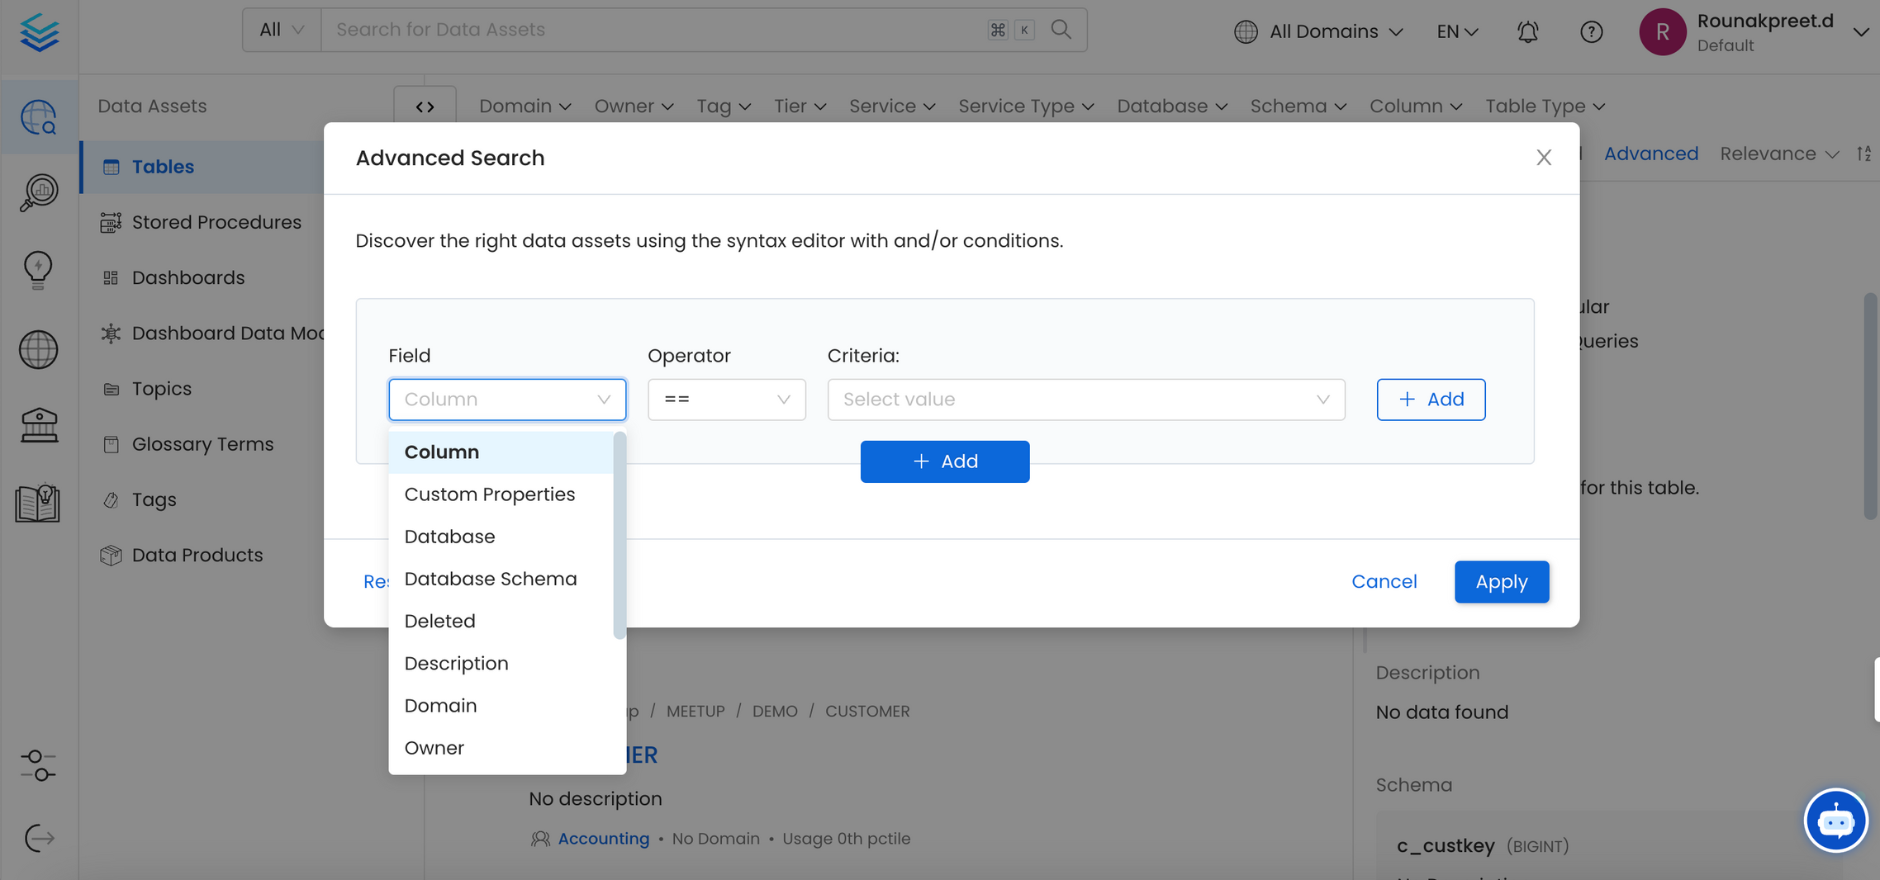 All
Search for Data Assets
⌘ K
All Domains
EN
R
Rounakpreet.d
Default
Data Assets
<>
Domain
Owner
Tag
Tier
Service
Service Type
Database
Schema
Column
Table Type
Tables
Stored Procedures
Dashboards
Dashboard Data Mo
Topics
Glossary Terms
Tags
Data Products
Advanced
Relevance
Advanced Search
Discover the right data assets using the syntax editor with and/or conditions.
Field
Operator
Criteria:
Column
==
Select value
+ Add
+ Add
Column
Custom Properties
Database
Database Schema
Deleted
Description
Domain
Owner
Res
Cancel
Apply
ular
Queries
for this table.
p / MEETUP / DEMO / CUSTOMER
ER
No description
Accounting • No Domain • Usage 0th pctile
Description
No data found
Schema
c_custkey (BIGINT)